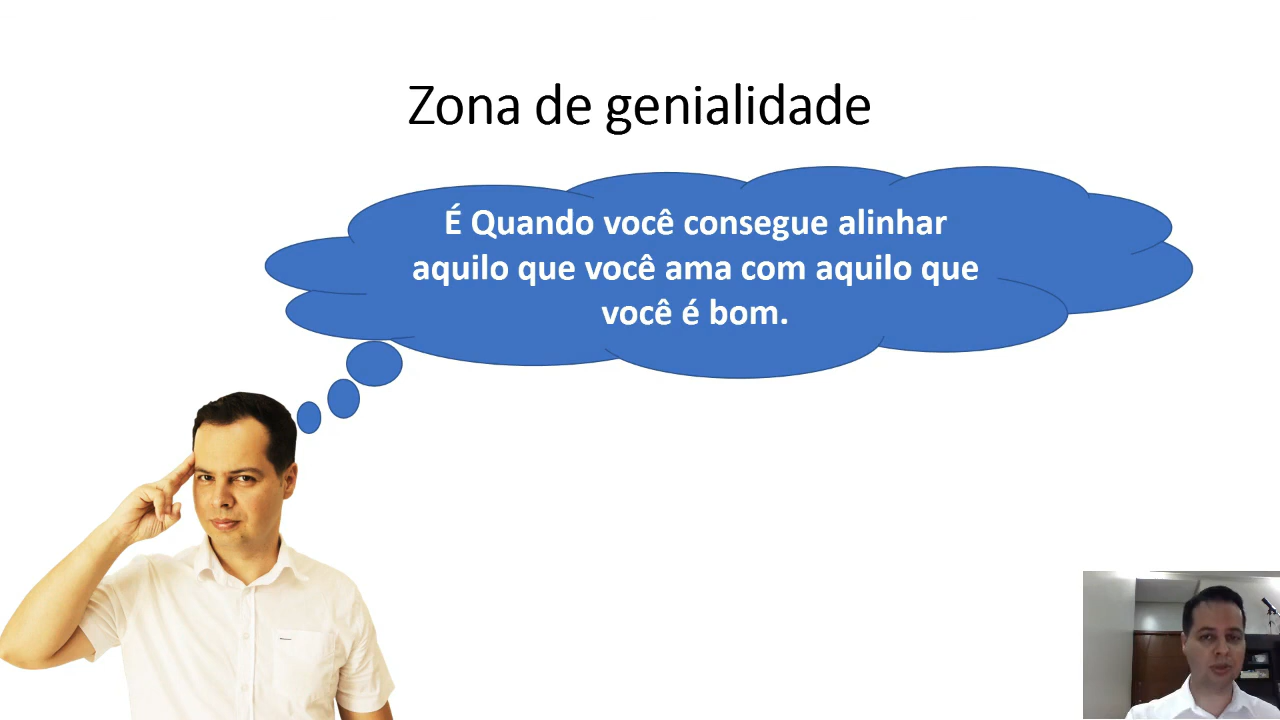 Zona de genialidade
É Quando você consegue alinhar
aquilo que você ama com aquilo que
você é bom.